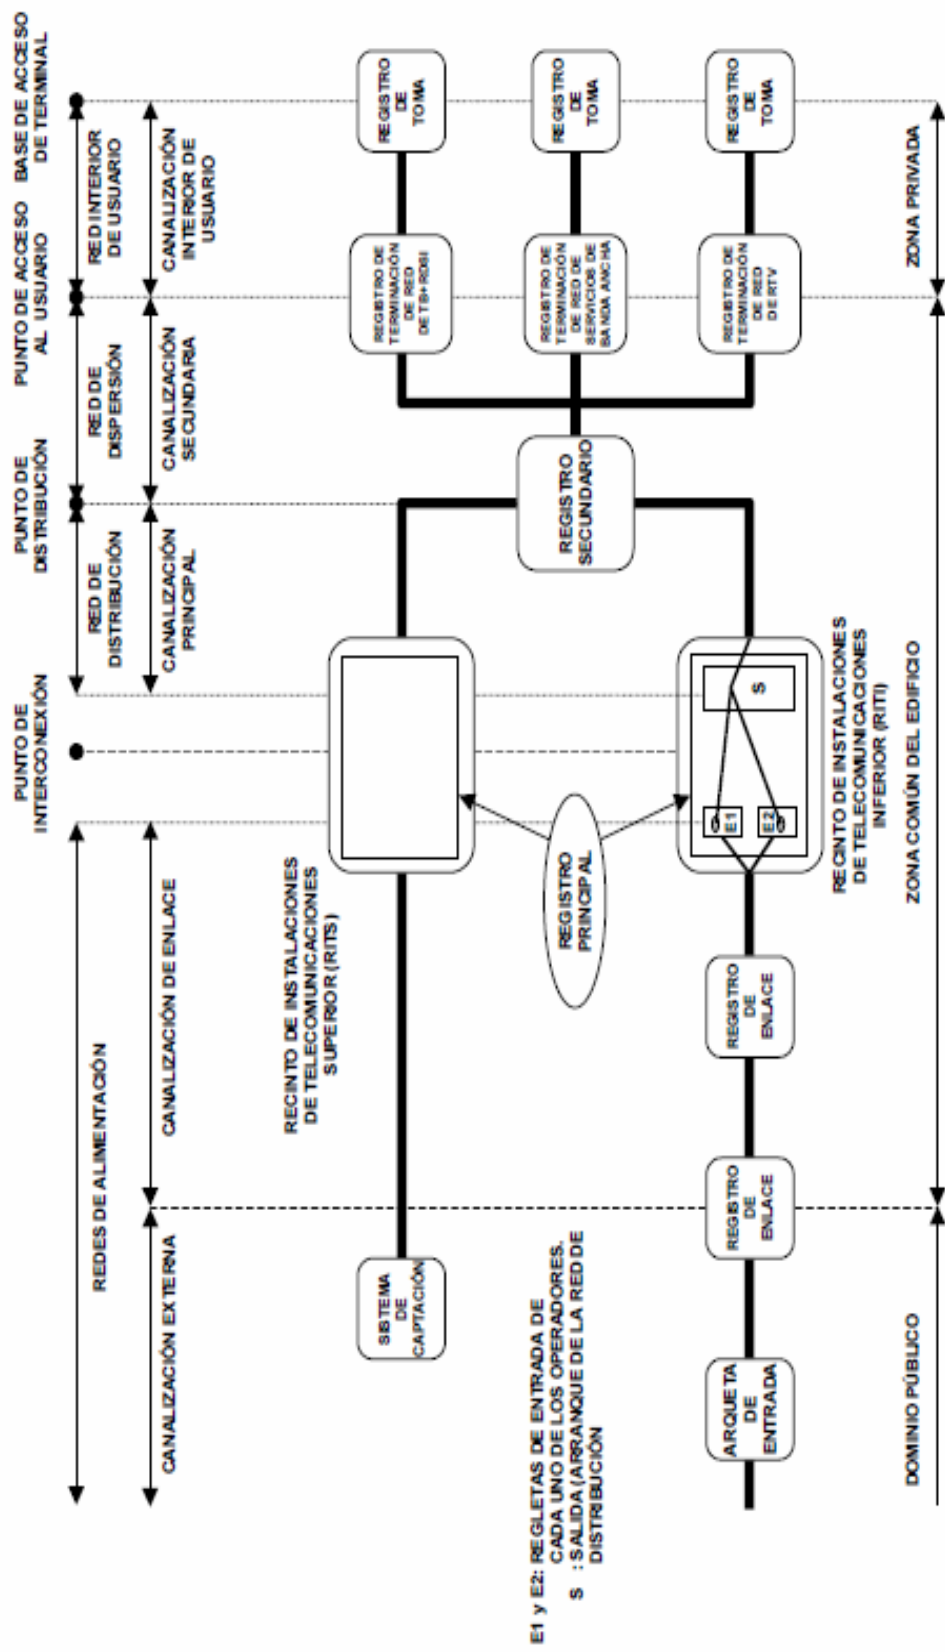 PUNTO DE
INTERCONEXIÓN
PUNTO DE
DISTRIBUCIÓN
PUNTO DE ACCESO
AL USUARIO
BASE DE ACCESO
DE TERMINAL
REDES DE ALIMENTACIÓN
RED DE
DISTRIBUCIÓN
RED DE
DISPERSIÓN
RED INTERIOR
DE USUARIO
CANALIZACIÓN EXTERNA
CANALIZACIÓN DE ENLACE
CANALIZACIÓN
PRINCIPAL
CANALIZACIÓN
SECUNDARIA
CANALIZACIÓN
INTERIOR DE
USUARIO
RECINTO DE INSTALACIONES
DE TELECOMUNICACIONES
SUPERIOR (RITS)
SISTEMA
DE
CAPTACIÓN
REGISTRO DE
TERMINACIÓN
DE RED
DE TB+RDSI
REGISTRO
DE
TOMA
REGISTRO
PRINCIPAL
REGISTRO
SECUNDARIO
REGISTRO DE
TERMINACIÓN
DE RED DE
SERVICIOS DE
BANDA ANCHA
REGISTRO
DE
TOMA
E1 y E2: REGLETAS DE ENTRADA DE
CADA UNO DE LOS OPERADORES.
S : SALIDA (ARRANQUE DE LA RED DE
DISTRIBUCIÓN
ARQUETA
DE
ENTRADA
REGISTRO
DE
ENLACE
REGISTRO
DE
ENLACE
E1
E2
S
REGISTRO DE
TERMINACIÓN
DE RED
DE RTV
REGISTRO
DE
TOMA
RECINTO DE INSTALACIONES
DE TELECOMUNICACIONES
INFERIOR (RITI)
DOMINIO PÚBLICO
ZONA COMÚN DEL EDIFICIO
ZONA PRIVADA